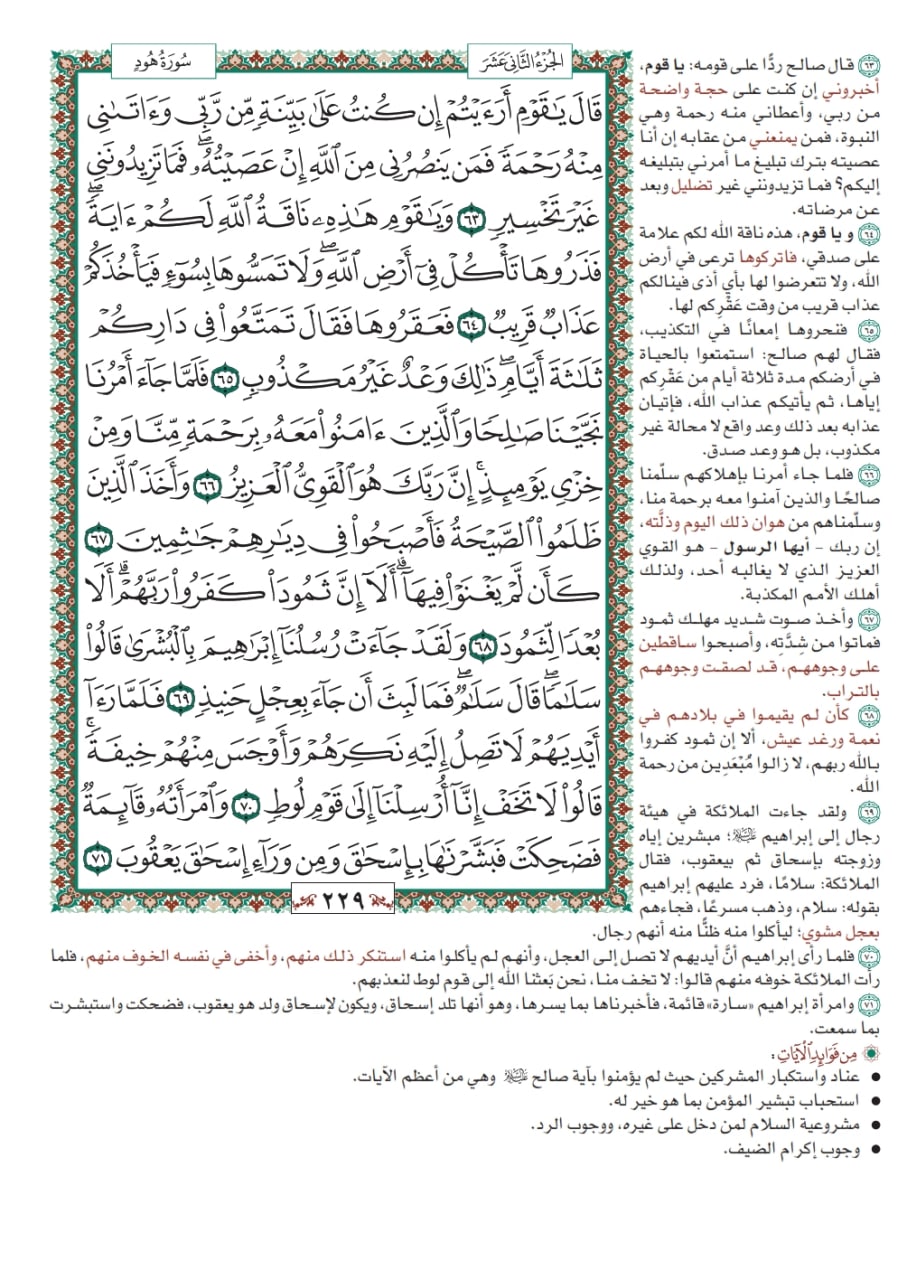 الجُزْءُ الثَّانِي عَشَرَ
سُورَةُ هُودٍ
قَالَ يَٰقَوْمِ أَرَءَيْتُمْ إِن كُنتُ عَلَىٰ بَيِّنَةٍ مِّن رَّبِّي وَءَاتَىٰنِي
مِنْهُ رَحْمَةً فَمَن يَنصُرُنِي مِنَ ٱللَّهِ إِنْ عَصَيْتُهُۥۖ فَمَا تَزِيدُونَنِي
غَيْرَ تَخْسِيرٍ ٦٣ وَيَٰقَوْمِ هَٰذِهِۦ نَاقَةُ ٱللَّهِ لَكُمْ ءَايَةًۖ
فَذَرُوهَا تَأْكُلْ فِيٓ أَرْضِ ٱللَّهِۖ وَلَا تَمَسُّوهَا بِسُوٓءٍ فَيَأْخُذَكُمْ
عَذَابٌ قَرِيبٌ ٦٤ فَعَقَرُوهَا فَقَالَ تَمَتَّعُوا۟ فِي دَارِكُمْ
ثَلَٰثَةَ أَيَّامٍۖ ذَٰلِكَ وَعْدٌ غَيْرُ مَكْذُوبٍ ٦٥ فَلَمَّا جَآءَ أَمْرُنَا
نَجَّيْنَا صَٰلِحًا وَٱلَّذِينَ ءَامَنُوا۟ مَعَهُۥ بِرَحْمَةٍ مِّنَّا وَمِنْ
خِزْيِ يَوْمِئِذٍۚ إِنَّ رَبَّكَ هُوَ ٱلْقَوِيُّ ٱلْعَزِيزُ ٦٦ وَأَخَذَ ٱلَّذِينَ
ظَلَمُوا۟ ٱلصَّيْحَةُ فَأَصْبَحُوا۟ فِي دِيَٰرِهِمْ جَٰثِمِينَ ٦٧
كَأَن لَّمْ يَغْنَوْا۟ فِيهَآۗ أَلَآ إِنَّ ثَمُودَا۟ كَفَرُوا۟ رَبَّهُمْۗ أَلَا
بُعْدًا لِّثَمُودَ ٦٨ وَلَقَدْ جَآءَتْ رُسُلُنَآ إِبْرَٰهِيمَ بِٱلْبُشْرَىٰ قَالُوا۟
سَلَٰمًاۖ قَالَ سَلَٰمٌۖ فَمَا لَبِثَ أَن جَآءَ بِعِجْلٍ حَنِيذٍ ٦٩ فَلَمَّا رَءَآ
أَيْدِيَهُمْ لَا تَصِلُ إِلَيْهِ نَكِرَهُمْ وَأَوْجَسَ مِنْهُمْ خِيفَةًۚ
قَالُوا۟ لَا تَخَفْ إِنَّآ أُرْسِلْنَآ إِلَىٰ قَوْمِ لُوطٍ ٧٠ وَٱمْرَأَتُهُۥ قَآئِمَةٌ
فَضَحِكَتْ فَبَشَّرْنَٰهَا بِإِسْحَٰقَ وَمِن وَرَآءِ إِسْحَٰقَ يَعْقُوبَ ٧١
٢٢٩
٦٣ قال صالح ردًّا على قومه: يا قوم،
أخبروني إن كنت على حجة واضحة
من ربي، وأعطاني منه رحمة وهي
النبوة، فمن يمنعني من عقابه إن أنا
عصيته بترك تبليغ ما أمرني بتبليغه
إليكم؟ فما تزيدونني غير تضليل وبعد
عن مرضاته.
٦٤ و يا قوم، هذه ناقة الله لكم علامة
على صدقي، فاتركوها ترعى في أرض
الله، ولا تتعرضوا لها بأي أذى فينالكم
عذاب قريب من وقت عَقْرِكم لها.
٦٥ فنحروها إمعانًا في التكذيب،
فقال لهم صالح: استمتعوا بالحياة
في أرضكم مدة ثلاثة أيام من عَقْرِكم
إياها، ثم يأتيكم عذاب الله، فإتيان
عذابه بعد ذلك وعد واقع لا محالة غير
مكذوب، بل هو وعد صدق.
٦٦ فلما جاء أمرنا بإهلاكهم سلّمنا
صالحًا والذين آمنوا معه برحمة منا،
وسلّمناهم من هوان ذلك اليوم وذلَّته،
إن ربك - أيها الرسول - هو القوي
العزيز الذي لا يغالبه أحد، ولذلك
أهلك الأمم المكذبة.
٦٧ وأخذ صوت شديد مهلك ثمود
فماتوا من شِدَّتِه، وأصبحوا ساقطين
على وجوههم، قد لصقت وجوههم
بالتراب.
٦٨ كأن لم يقيموا في بلادهم في
نعمة ورغد عيش، ألا إن ثمود كفروا
بالله ربهم، لا زالوا مُبْعَدِين من رحمة
الله.
٦٩ ولقد جاءت الملائكة في هيئة
رجال إلى إبراهيم ﷺ؛ مبشرين إياه
وزوجته بإسحاق ثم بيعقوب، فقال
الملائكة: سلامًا، فرد عليهم إبراهيم
بقوله: سلام، وذهب مسرعًا، فجاءهم
بعجل مشوي؛ ليأكلوا منه ظنًّا منه أنهم رجال.
٧٠ فلما رأى إبراهيم أنَّ أيديهم لا تصل إلى العجل، وأنهم لم يأكلوا منه استنكر ذلك منهم، وأخفى في نفسه الخوف منهم، فلما
رأت الملائكة خوفه منهم قالوا: لا تخف منا، نحن بَعثنا الله إلى قوم لوط لنعذبهم.
٧١ وامرأة إبراهيم «سارة» قائمة، فأخبرناها بما يسرها، وهو أنها تلد إسحاق، ويكون لإسحاق ولد هو يعقوب، فضحكت واستبشرت
بما سمعت.
مِن فَوَائِدِ الآيَاتِ:
• عناد واستكبار المشركين حيث لم يؤمنوا بآية صالح وهي من أعظم الآيات.
• استحباب تبشير المؤمن بما هو خير له.
• مشروعية السلام لمن دخل على غيره، ووجوب الرد.
• وجوب إكرام الضيف.